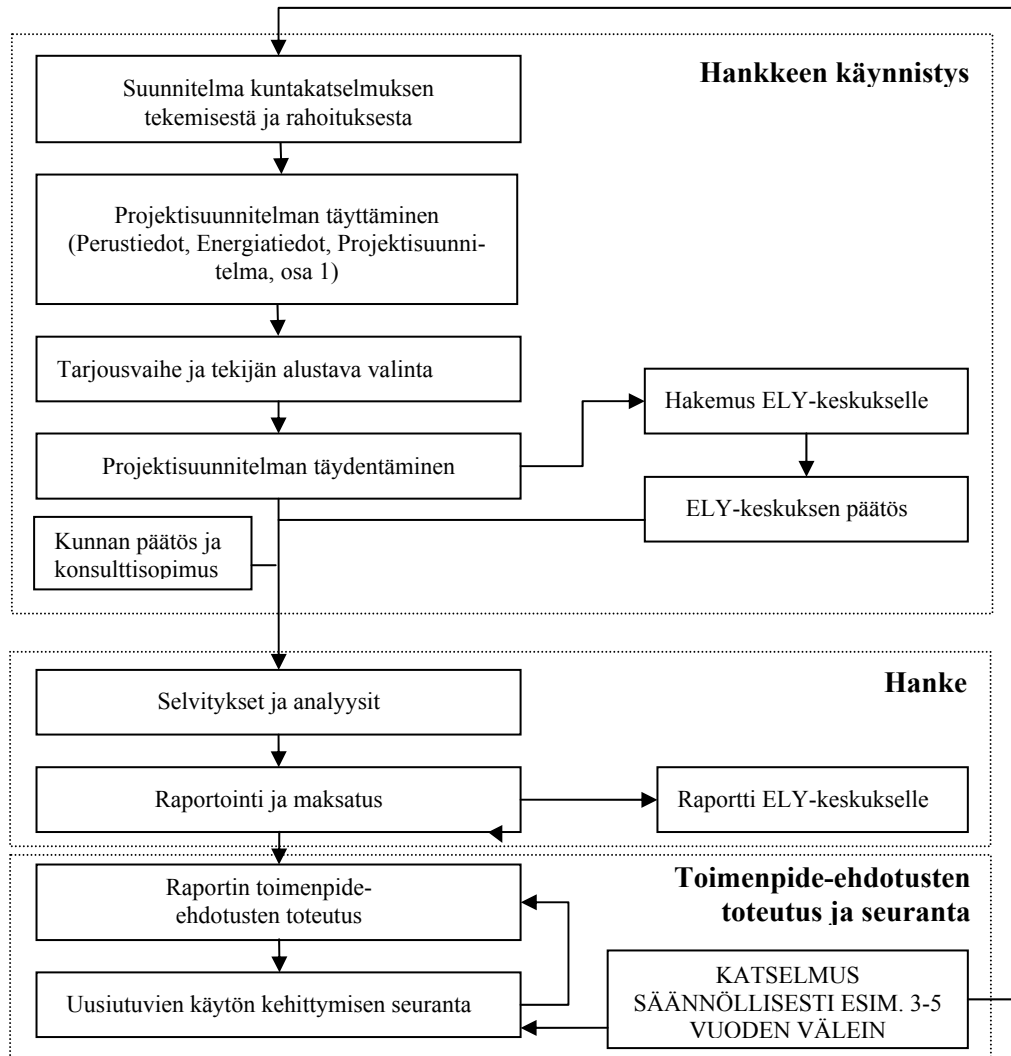 Hankkeen käynnistys
Suunnitelma kuntakatselmuksen
tekemisestä ja rahoituksesta
Projektisuunnitelman täyttäminen
(Perustiedot, Energiatiedot, Projektisuunni-
telma, osa 1)
Tarjousvaihe ja tekijän alustava valinta
Hakemus ELY-keskukselle
Projektisuunnitelman täydentäminen
ELY-keskuksen päätös
Kunnan päätös ja
konsulttisopimus
Hanke
Selvitykset ja analyysit
Raportointi ja maksatus
Raportti ELY-keskukselle
Toimenpide-ehdotusten
toteutus ja seuranta
Raportin toimenpide-
ehdotusten toteutus
Uusiutuvien käytön kehittymisen seuranta
KATSELMUS
SÄÄNNÖLLISESTI ESIM. 3-5
VUODEN VÄLEIN